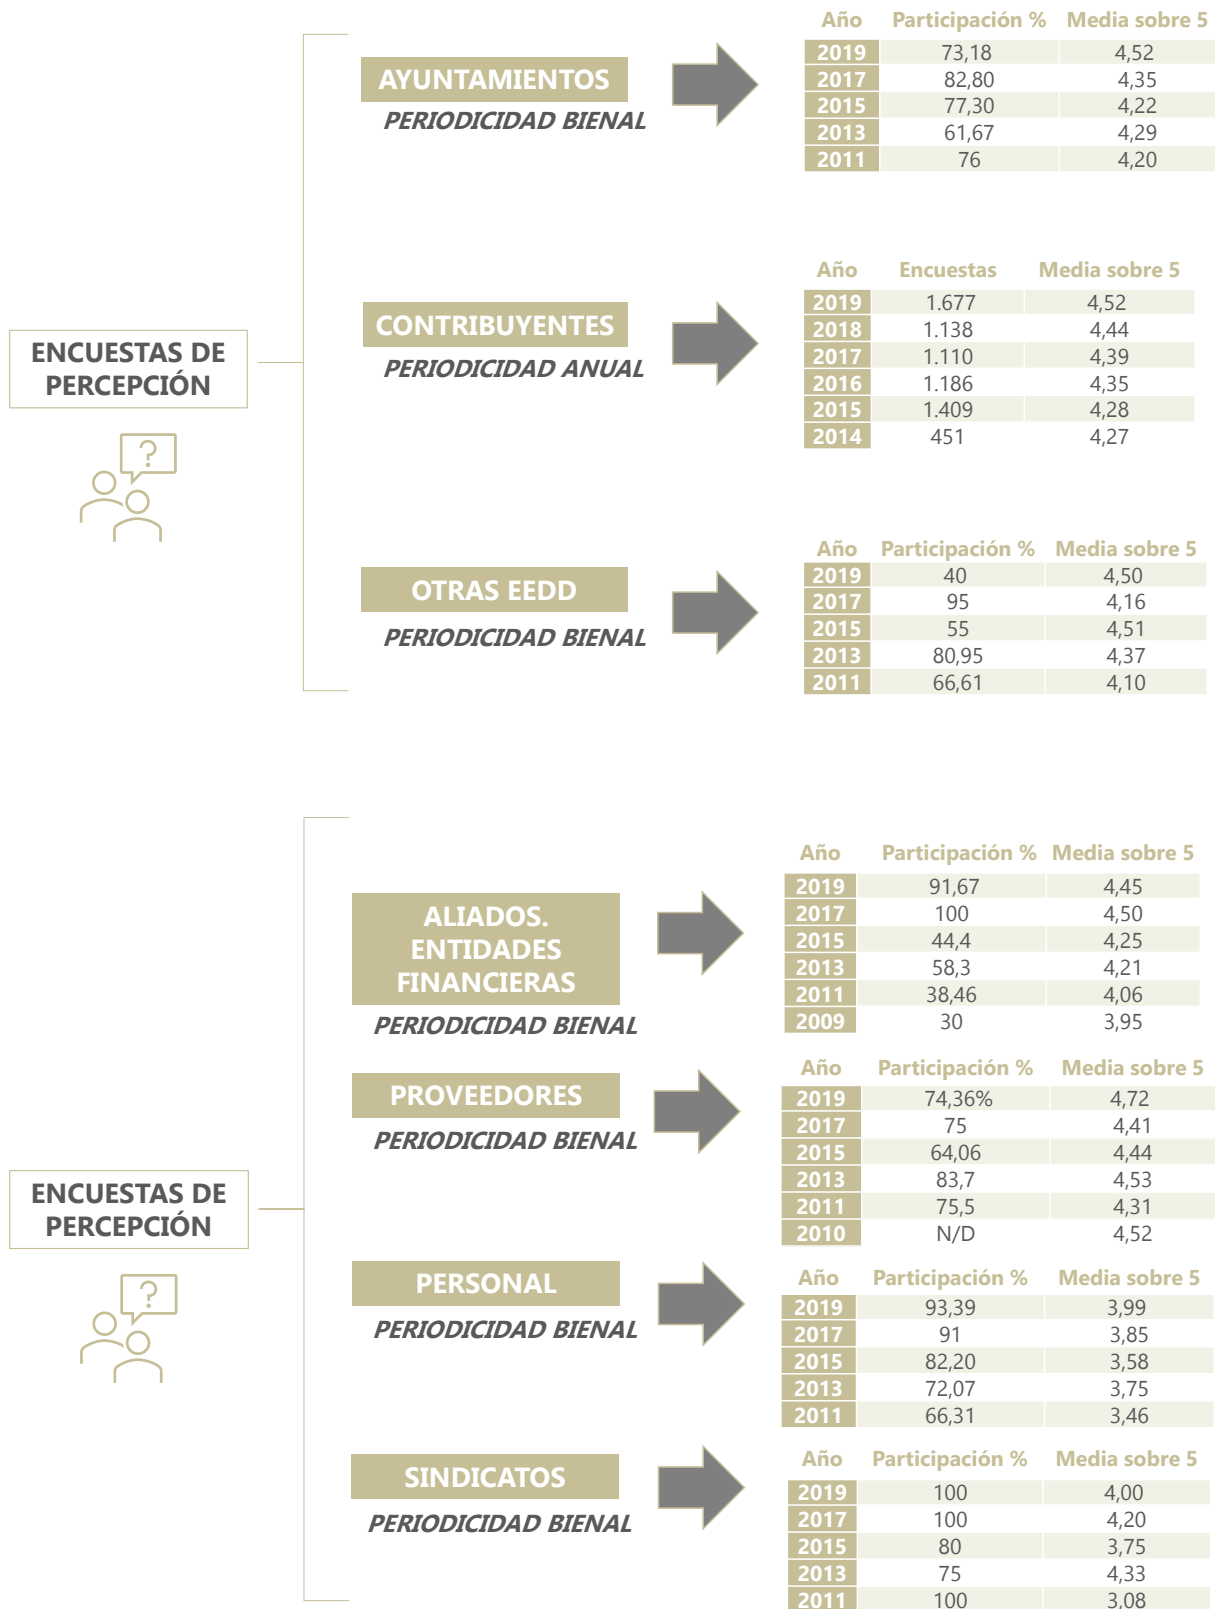 ENCUESTAS DE
PERCEPCIÓN
?
AYUNTAMIENTOS
PERIODICIDAD BIENAL
Año Participación % Media sobre 5
2019 73,18 4,52
2017 82,80 4,35
2015 77,30 4,22
2013 61,67 4,29
2011 76 4,20
CONTRIBUYENTES
PERIODICIDAD ANUAL
Año Encuestas Media sobre 5
2019 1.677 4,52
2018 1.138 4,44
2017 1.110 4,39
2016 1.186 4,35
2015 1.409 4,28
2014 451 4,27
OTRAS EEDD
PERIODICIDAD BIENAL
Año Participación % Media sobre 5
2019 40 4,50
2017 95 4,16
2015 55 4,51
2013 80,95 4,37
2011 66,61 4,10
ENCUESTAS DE
PERCEPCIÓN
?
ALIADOS.
ENTIDADES
FINANCIERAS
PERIODICIDAD BIENAL
Año Participación % Media sobre 5
2019 91,67 4,45
2017 100 4,50
2015 44,4 4,25
2013 58,3 4,21
2011 38,46 4,06
2009 30 3,95
PROVEEDORES
PERIODICIDAD BIENAL
Año Participación % Media sobre 5
2019 74,36% 4,72
2017 75 4,41
2015 64,06 4,44
2013 83,7 4,53
2011 75,5 4,31
2010 N/D 4,52
PERSONAL
PERIODICIDAD BIENAL
Año Participación % Media sobre 5
2019 93,39 3,99
2017 91 3,85
2015 82,20 3,58
2013 72,07 3,75
2011 66,31 3,46
SINDICATOS
PERIODICIDAD BIENAL
Año Participación % Media sobre 5
2019 100 4,00
2017 100 4,20
2015 80 3,75
2013 75 4,33
2011 100 3,08